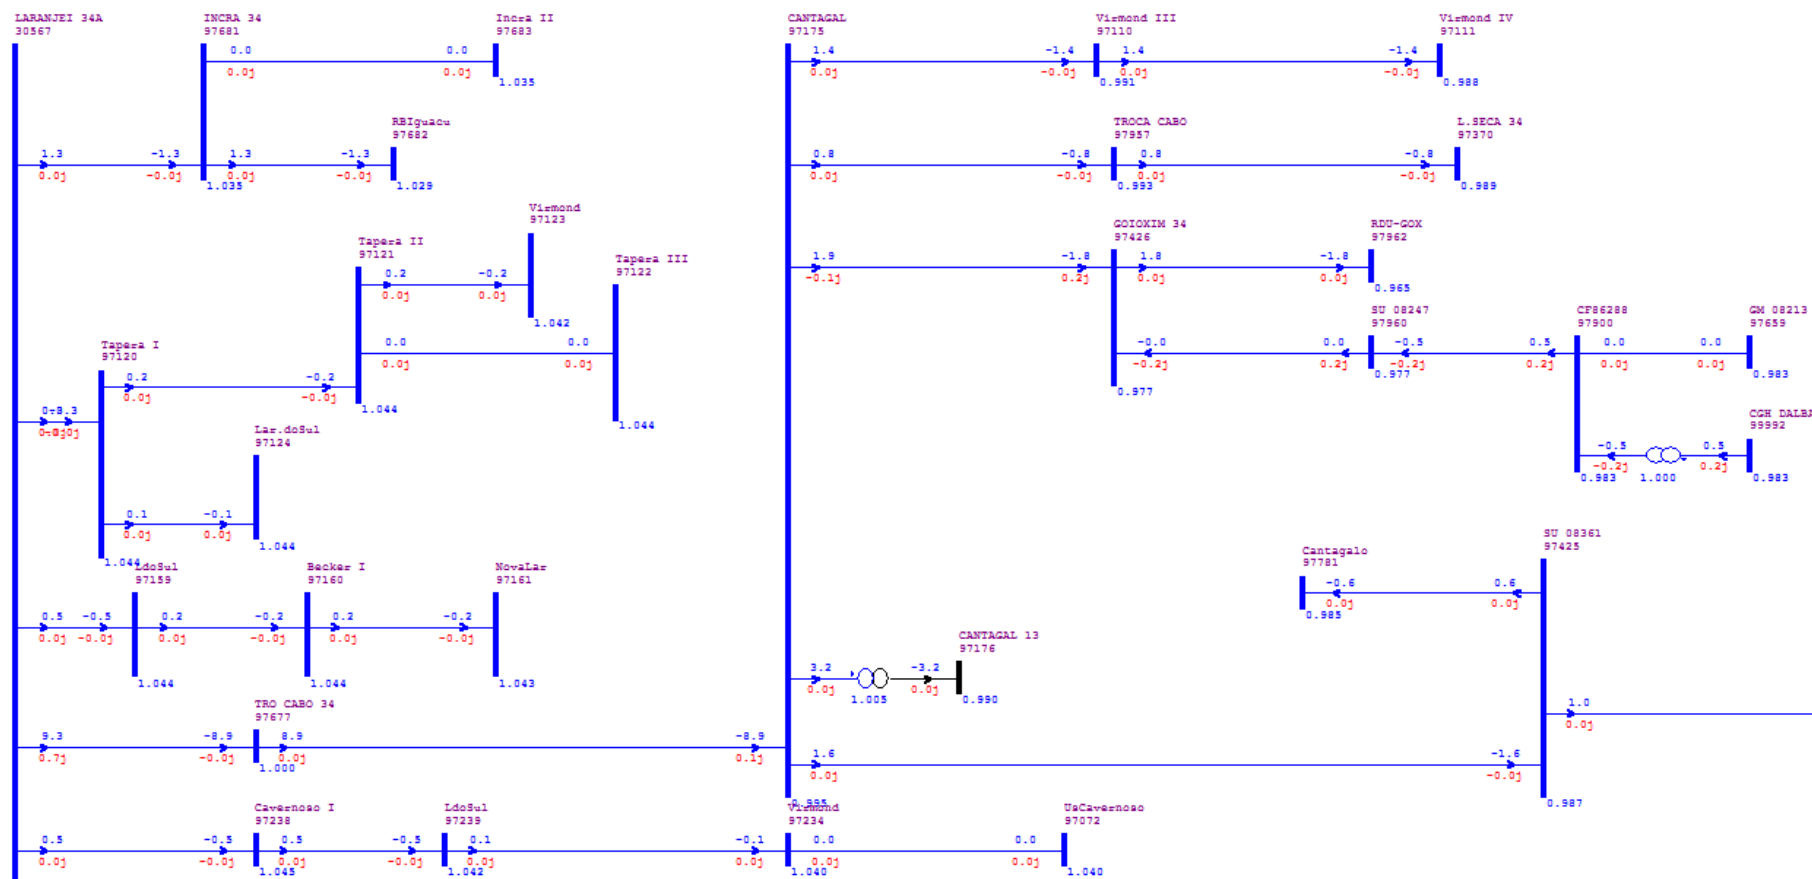 LARANJEI 34A
30567
INCRA 34
97681
Incra II
97683
0.0
0.0
0.0j
0.0j
1.035
RBIguacu
97682
1.3
-1.3
1.3
-1.3
0.0j
-0.0j
0.0j
-0.0j
1.035
1.029
Virmond
97123
Tapera II
97121
Tapera III
97122
0.2
-0.2
0.0j
0.0j
1.042
0.0
0.0
0.0j
0.0j
Tapera I
97120
0.2
-0.2
0.0j
-0.0j
1.044
1.044
Lar.doSul
97124
0.1
-0.1
0.0j
0.0j
1.044
1.044
LdoSul
97159
Becker I
97160
NovaLar
97161
0.5
-0.5
0.2
-0.2
0.2
-0.2
0.0j
-0.0j
0.0j
-0.0j
0.0j
-0.0j
1.044
1.044
1.043
TRO CABO 34
97677
9.3
-8.9
8.9
-8.9
0.7j
-0.0j
0.0j
0.1j
1.000
Cavernoso I
97238
LdoSul
97239
Virmond
97234
UsCavernoso
97072
0.5
-0.5
0.5
-0.5
0.1
-0.1
0.0
0.0
0.0j
-0.0j
0.0j
-0.0j
0.0j
0.0j
0.0j
0.0j
1.045
1.042
1.040
1.040
CANTAGAL
97175
Virmond III
97110
Virmond IV
97111
1.4
-1.4
1.4
-1.4
0.0j
-0.0j
0.0j
-0.0j
0.991
0.988
TROCA CABO
97957
L.SECA 34
97370
0.8
-0.8
0.8
-0.8
0.0j
-0.0j
0.0j
-0.0j
0.993
0.989
GOIOXIM 34
97426
RDU-GOX
97962
1.9
-1.8
1.8
-1.8
-0.1j
0.2j
0.0j
0.0j
0.965
SU 08247
97960
CF86288
97900
GM 08213
97659
-0.0
0.0
-0.5
0.5
0.0
0.0
-0.2j
0.2j
-0.2j
0.2j
0.0j
0.0j
0.977
0.977
0.983
CGH DALBA
99992
-0.5
0.5
-0.2j
0.2j
0.983
1.000
0.983
SU 08361
97425
Cantagalo
97781
-0.6
0.6
0.0j
0.0j
0.985
CANTAGAL 13
97176
3.2
-3.2
0.0j
0.0j
1.005
0.990
1.0
0.0j
1.6
-1.6
0.0j
-0.0j
0.995
0.987